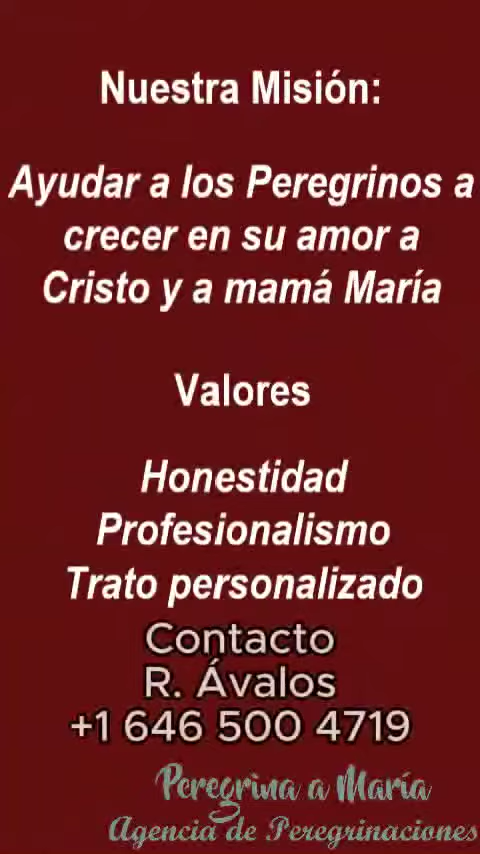 Nuestra Misión:
Ayudar a los Peregrinos a
crecer en su amor a
Cristo y a mamá María
Valores
Honestidad
Profesionalismo
Trato personalizado
Contacto
R. Ávalos
+1 646 500 4719
Peregrina a María
Agencia de Peregrinaciones